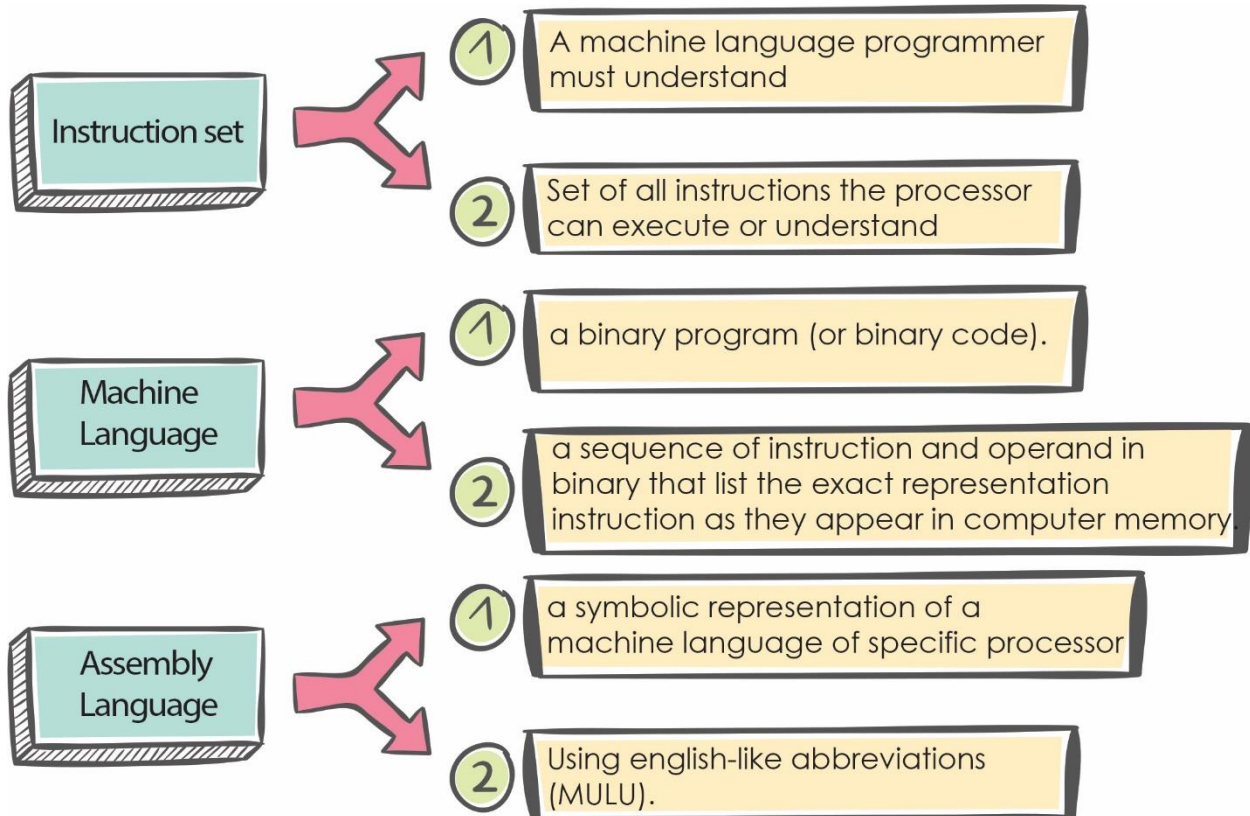 Instruction set
1
A machine language programmer
must understand
2
Set of all instructions the processor
can execute or understand
Machine
Language
1
a binary program (or binary code).
2
a sequence of instruction and operand in
binary that list the exact representation
instruction as they appear in computer memory.
Assembly
Language
1
a symbolic representation of a
machine language of specific processor
2
Using english-like abbreviations
(MULU).